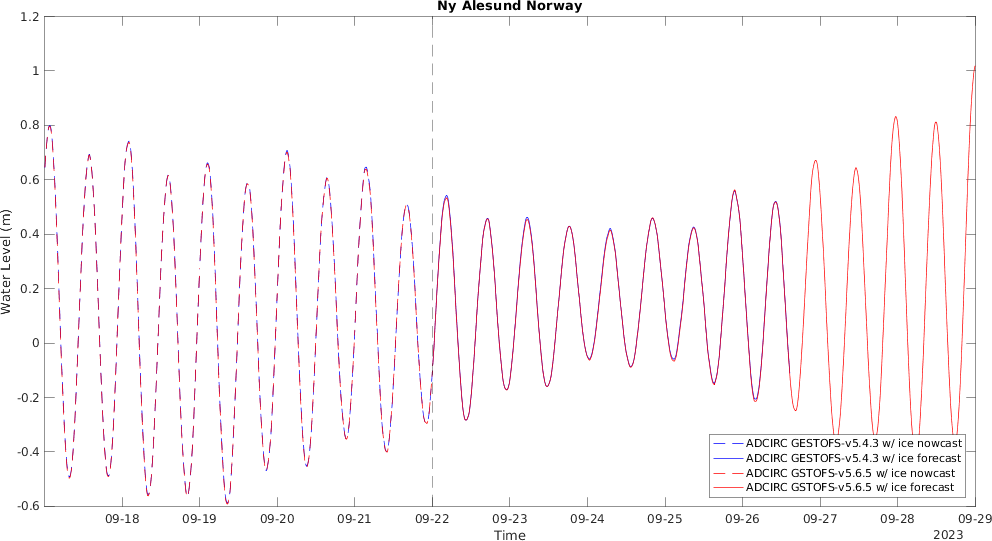 Ny Alesund Norway
Water Level (m)
1.2
1
0.8
0.6
0.4
0.2
0
-0.2
-0.4
-0.6
ADCIRC GESTOFS-v5.4.3 w/ ice nowcast
ADCIRC GESTOFS-v5.4.3 w/ ice forecast
ADCIRC GSTOFS-v5.6.5 w/ ice nowcast
ADCIRC GSTOFS-v5.6.5 w/ ice forecast
09-18 09-19 09-20 09-21 09-22 09-23 09-24 09-25 09-26 09-27 09-28 09-29
Time
2023